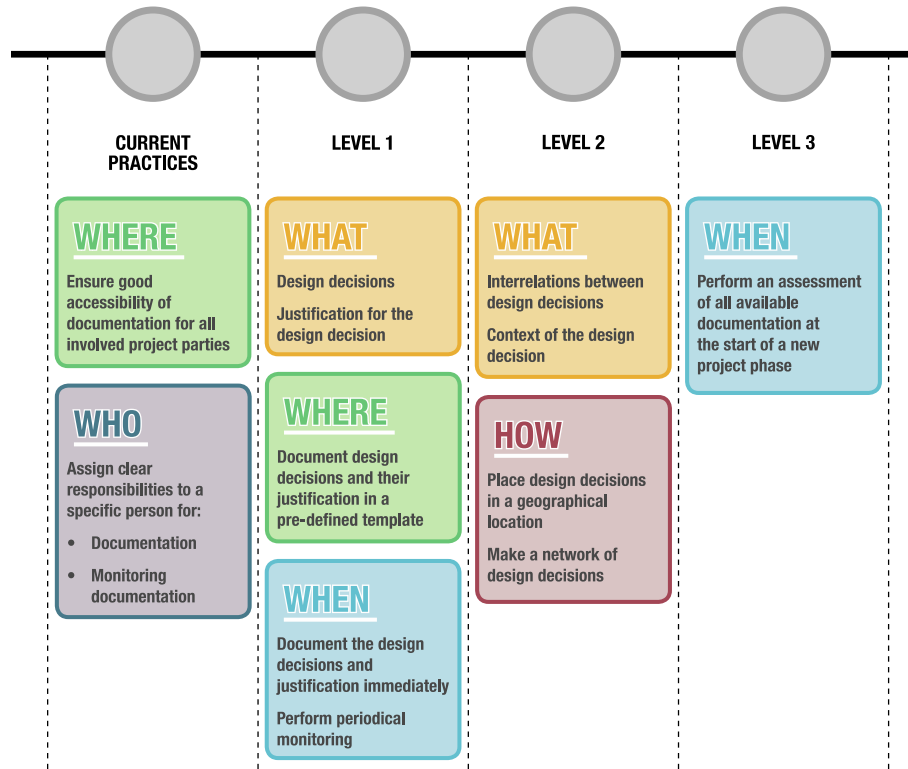 CURRENT
PRACTICES
WHERE
Ensure good
accessibility of
documentation for all
involved project parties
WHO
Assign clear
responsibilities to a
specific person for:
• Documentation
• Monitoring
documentation
LEVEL 1
WHAT
Design decisions
Justification for the
design decision
WHERE
Document design
decisions and their
justification in a
pre-defined template
WHEN
Document the design
decisions and
justification immediately
Perform periodical
monitoring
LEVEL 2
WHAT
Interrelations between
design decisions
Context of the design
decision
HOW
Place design decisions
in a geographical
location
Make a network of
design decisions
LEVEL 3
WHEN
Perform an assessment
of all available
documentation at
the start of a new
project phase